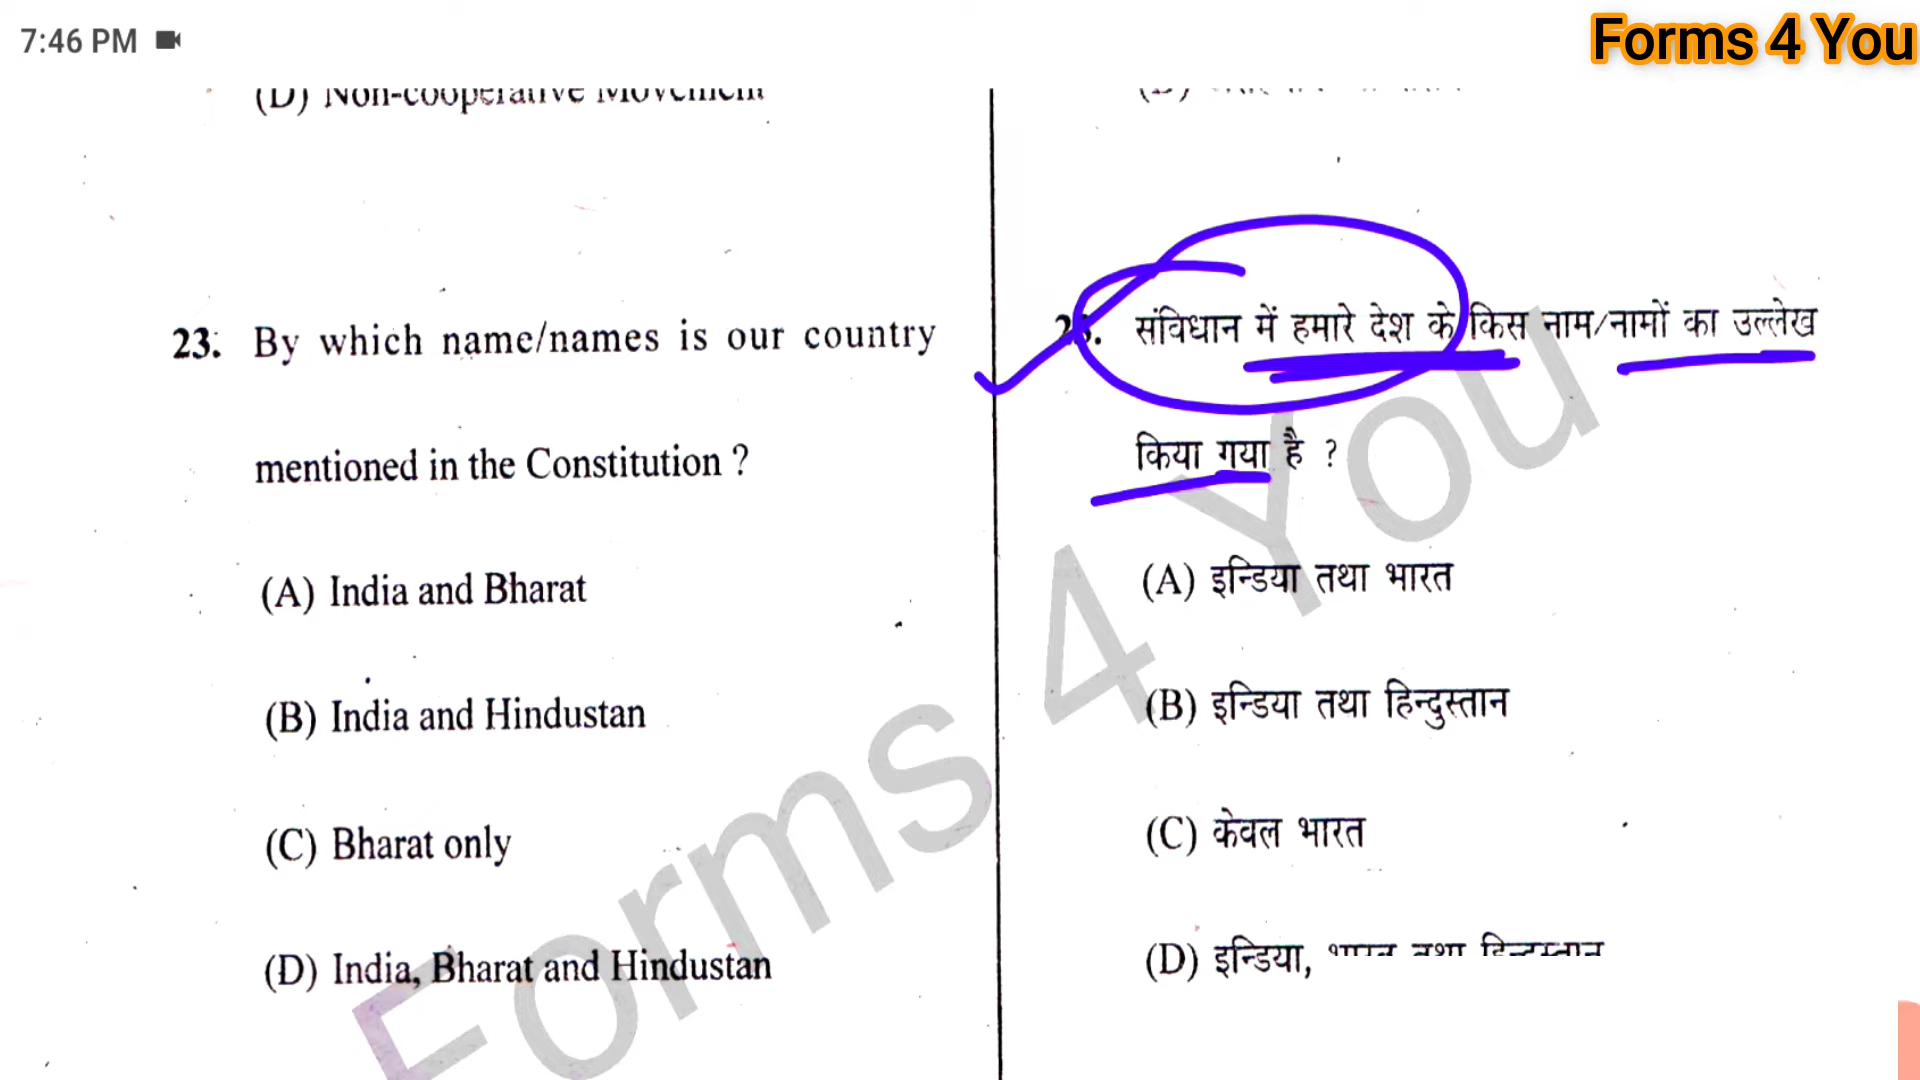 7:46 PM
Forms 4 You
(D) Non-cooperative Movement
23. By which name/names is our country
mentioned in the Constitution ?
(A) India and Bharat
(B) India and Hindustan
(C) Bharat only
(D) India, Bharat and Hindustan
संविधान में हमारे देश के किस नाम/नामों का उल्लेख
किया गया है ?
(A) इन्डिया तथा भारत
(B) इन्डिया तथा हिन्दुस्तान
(C) केवल भारत
(D) इन्डिया, भारत तथा हिन्दुस्तान
Forms 4 You